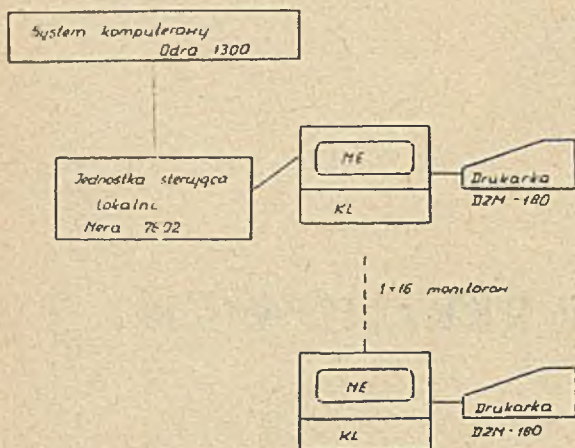 System komputerowy
Odra 1300
Jednostka sterująca
lokalna
Mera 7802
ME
KL
Drukarka
DZM-180
1÷16 monitorów
ME
KL
Drukarka
DZM-180